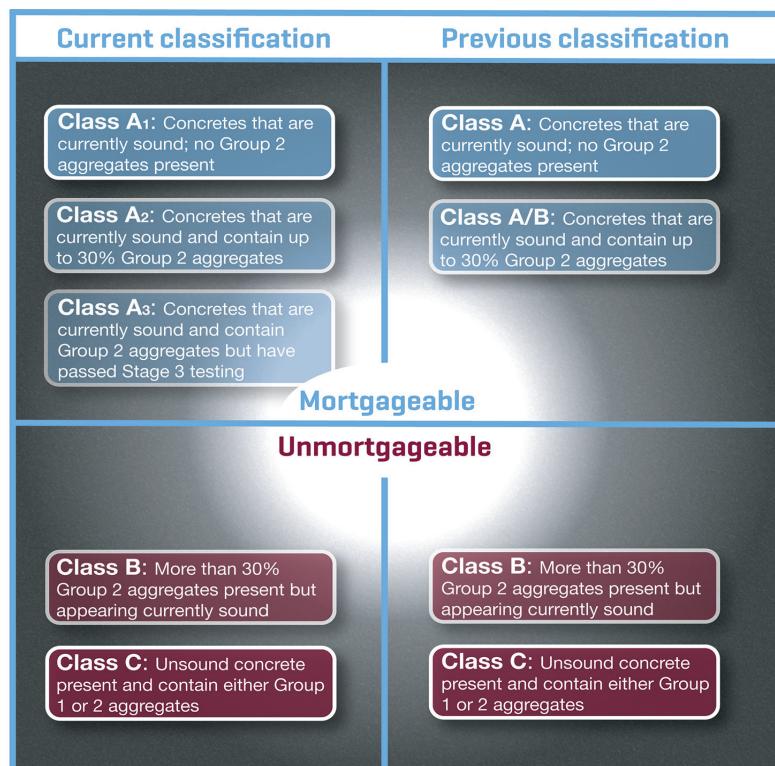 Current classification
Previous classification
Class A1: Concretes that are
currently sound; no Group 2
aggregates present
Class A2: Concretes that are
currently sound and contain up
to 30% Group 2 aggregates
Class A3: Concretes that are
currently sound and contain
Group 2 aggregates but have
passed Stage 3 testing
Class A: Concretes that are
currently sound; no Group 2
aggregates present
Class A/B: Concretes that are
currently sound and contain up
to 30% Group 2 aggregates
Mortgageable
Unmortgageable
Class B: More than 30%
Group 2 aggregates present but
appearing currently sound
Class C: Unsound concrete
present and contain either Group
1 or 2 aggregates
Class B: More than 30%
Group 2 aggregates present but
appearing currently sound
Class C: Unsound concrete
present and contain either Group
1 or 2 aggregates